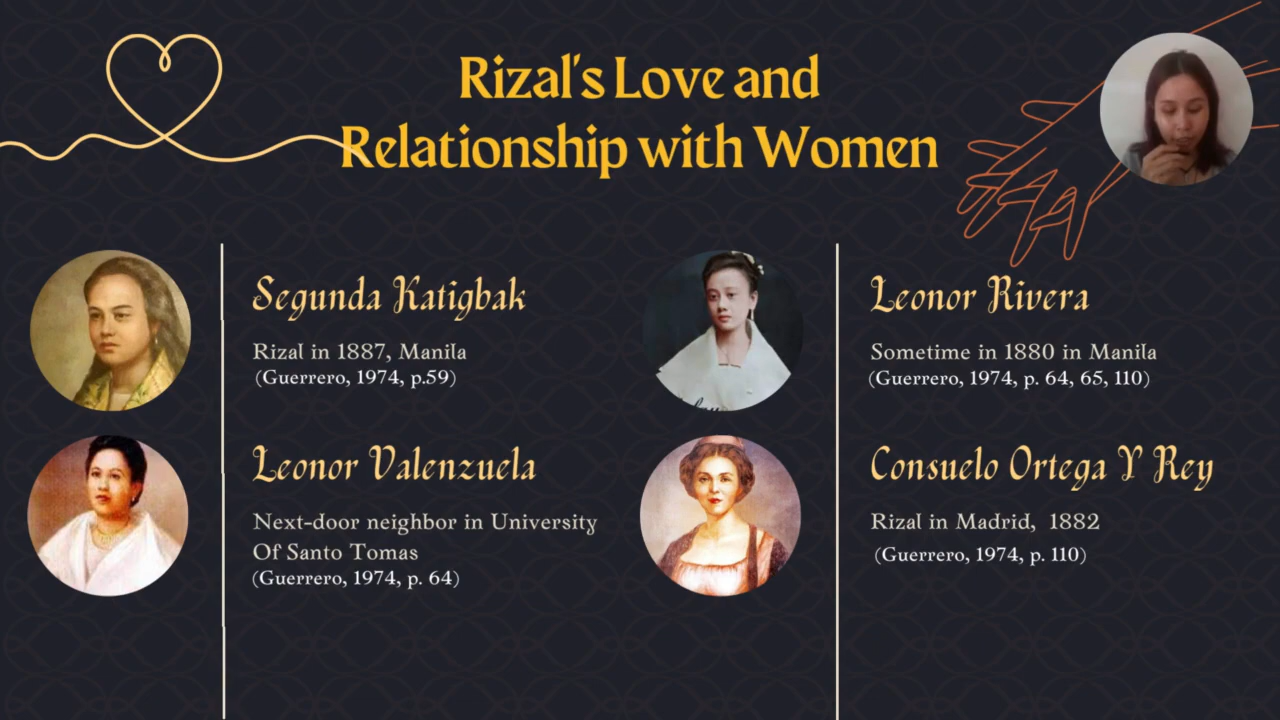 Rizal's Love and
Relationship with Women
Segunda Katigbak
Rizal in 1887, Manila
(Guerrero, 1974, p.59)
Leonor Rivera
Sometime in 1880 in Manila
(Guerrero, 1974, p. 64, 65, 110)
Leonor Valenzuela
Next-door neighbor in University
Of Santo Tomas
(Guerrero, 1974, p. 64)
Consuelo Ortega Y Rey
Rizal in Madrid, 1882
(Guerrero, 1974, p. 110)